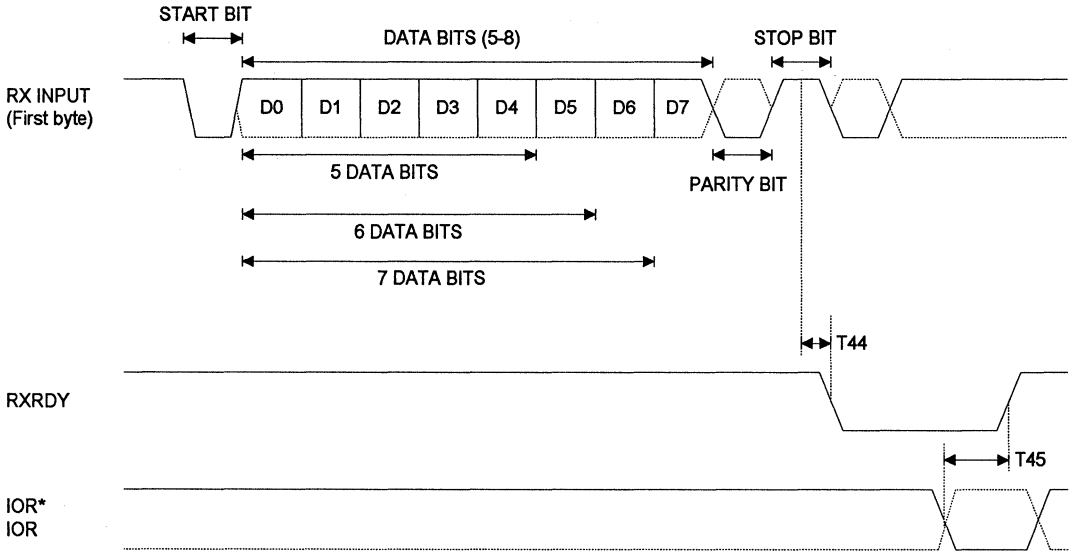 START BIT
DATA BITS (5-8)
STOP BIT
RX INPUT
(First byte)
D0 D1 D2 D3 D4 D5 D6 D7
5 DATA BITS
PARITY BIT
6 DATA BITS
7 DATA BITS
T44
RXRDY
T45
IOR*
IOR